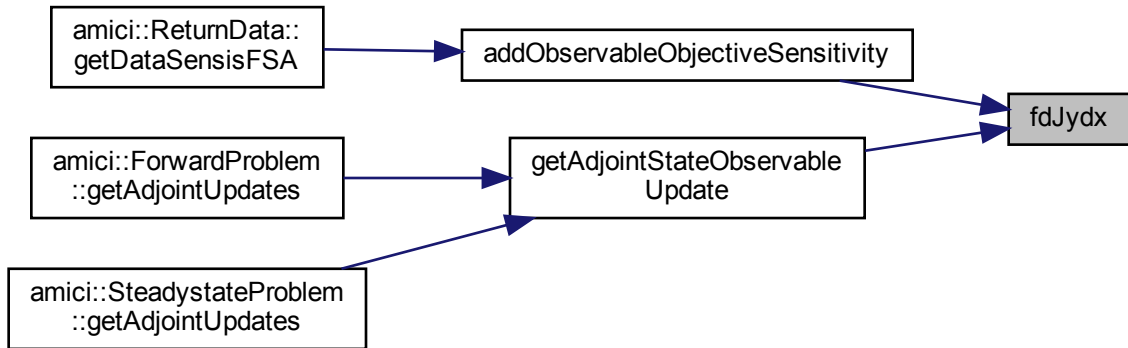 amici::ReturnData::
getDataSensisFSA
addObservableObjectiveSensitivity
fdJydx
amici::ForwardProblem
::getAdjointUpdates
getAdjointStateObservable
Update
amici::SteadystateProblem
::getAdjointUpdates